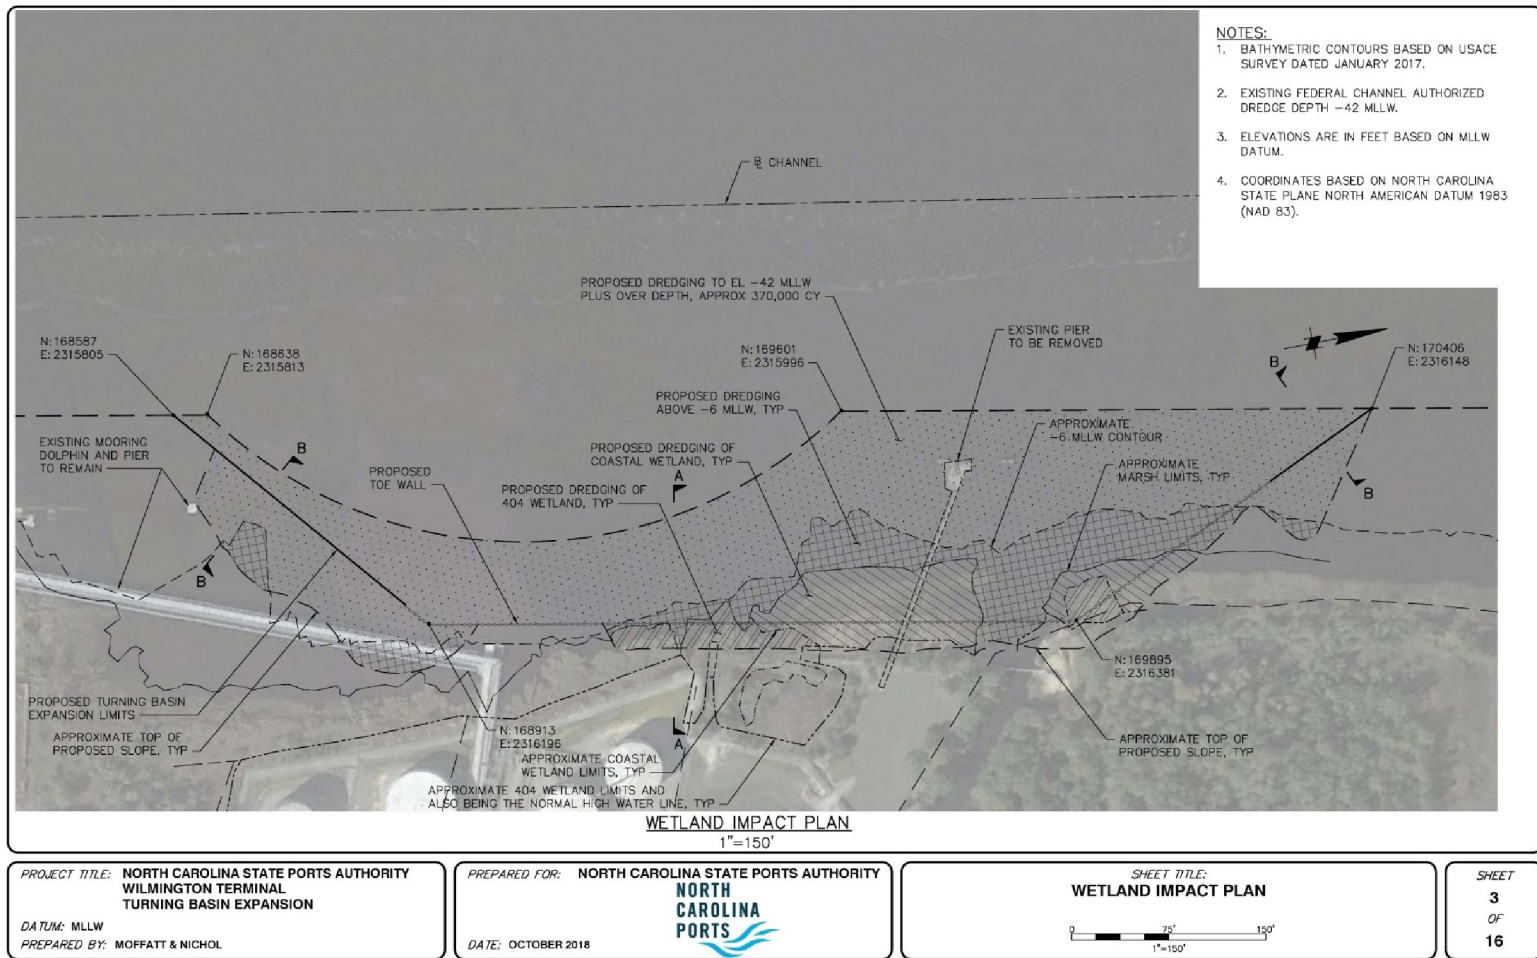 NOTES:
1. BATHYMETRIC CONTOURS BASED ON USACE
SURVEY DATED JANUARY 2017.
2. EXISTING FEDERAL CHANNEL AUTHORIZED
DREDGE DEPTH -42 MLLW.
3. ELEVATIONS ARE IN FEET BASED ON MLLW
DATUM.
4. COORDINATES BASED ON NORTH CAROLINA
STATE PLANE NORTH AMERICAN DATUM 1983
(NAD 83).
℄ CHANNEL
PROPOSED DREDGING TO EL -42 MLLW
PLUS OVER DEPTH, APPROX 370,000 CY
EXISTING PIER
TO BE REMOVED
N: 168587
E: 2315805
N: 168638
E: 2315813
N: 169601
E: 2315996
N: 170406
E: 2316148
B
PROPOSED DREDGING
ABOVE -6 MLLW, TYP
APPROXIMATE
-6 MLLW CONTOUR
EXISTING MOORING
DOLPHIN AND PIER
TO REMAIN
B
PROPOSED
TOE WALL
PROPOSED DREDGING OF
COASTAL WETLAND, TYP
A
PROPOSED DREDGING OF
404 WETLAND, TYP
APPROXIMATE
MARSH LIMITS, TYP
B
B
N: 169895
E: 2316381
PROPOSED TURNING BASIN
EXPANSION LIMITS
APPROXIMATE TOP OF
PROPOSED SLOPE, TYP
N: 168913
E: 2316196
A
APPROXIMATE COASTAL
WETLAND LIMITS, TYP
APPROXIMATE TOP OF
PROPOSED SLOPE, TYP
APPROXIMATE 404 WETLAND LIMITS AND
ALSO BEING THE NORMAL HIGH WATER LINE, TYP
WETLAND IMPACT PLAN
1"=150'
PROJECT TITLE: NORTH CAROLINA STATE PORTS AUTHORITY
WILMINGTON TERMINAL
TURNING BASIN EXPANSION
DATUM: MLLW
PREPARED BY: MOFFATT & NICHOL
PREPARED FOR: NORTH CAROLINA STATE PORTS AUTHORITY
NORTH
CAROLINA
PORTS
DATE: OCTOBER 2018
SHEET TITLE:
WETLAND IMPACT PLAN
0 75' 150'
1"=150'
SHEET
3
OF
16